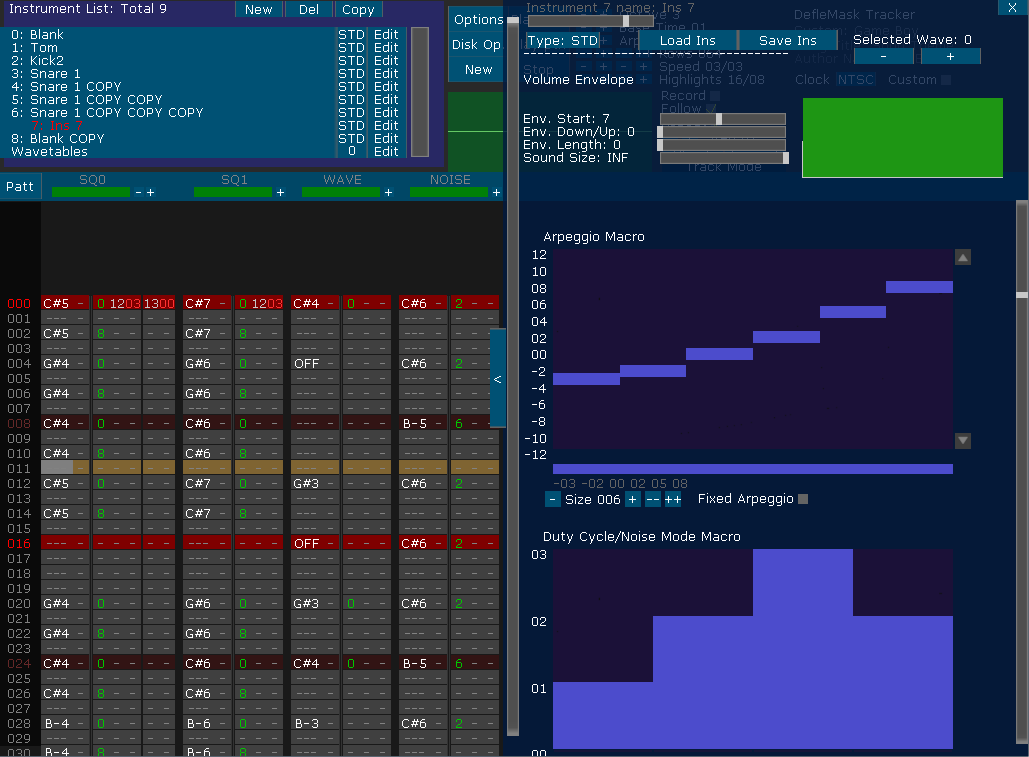 Instrument List: Total 9 New Del Copy
0: Blank STD Edit
1: Tom STD Edit
2: Kick2 STD Edit
3: Snare 1 STD Edit
4: Snare 1 COPY STD Edit
5: Snare 1 COPY COPY STD Edit
6: Snare 1 COPY COPY COPY STD Edit
7: Ins 7 STD Edit
8: Blank COPY STD Edit
Wavetables 0 Edit
Options
Disk Op
New
Instrument 7 name: Ins 7 X
DefleMask Tracker
Type: STD Load Ins Save Ins Selected Wave: 0
- +
Stop Speed 03/03
Volume Envelope Highlights 16/08 Clock NTSC Custom
Record
Follow
Env. Start: 7
Env. Down/Up: 0
Env. Length: 0
Sound Size: INF
Track Mode
Patt SQ0 - + SQ1 + WAVE + NOISE +
000 C#5 - 0 1203 1300 C#7 - 0 1203 C#4 - 0 - - C#6 - 2 - -
001 --- - - - - - - --- - - - - --- - - - - --- - - - -
002 C#5 - 8 - - - - C#7 - 8 - - --- - - - - --- - - - -
003 --- - - - - - - --- - - - - --- - - - - --- - - - -
004 G#4 - 0 - - - - G#6 - 0 - - OFF - - - C#6 - 2 - -
005 --- - - - - - - --- - - - - --- - - - - --- - - - -
006 G#4 - 8 - - - - G#6 - 8 - - --- - - - - --- - - - -
007 --- - - - - - - --- - - - - --- - - - - --- - - - -
008 C#4 - 0 - - - - C#6 - 0 - - --- - - - - B-5 - 6 - -
009 --- - - - - - - --- - - - - --- - - - - --- - - - -
010 C#4 - 8 - - - - C#6 - 8 - - --- - - - - --- - - - -
011 - - - - - - --- - - - - --- - - - - --- - - - -
012 C#5 - 0 - - - - C#7 - 0 - - G#3 - - - - C#6 - 2 - -
013 --- - - - - - - --- - - - - --- - - - - --- - - - -
014 C#5 - 8 - - - - C#7 - 8 - - --- - - - - --- - - - -
015 --- - - - - - - --- - - - - --- - - - - --- - - - -
016 --- - - - - - - --- - - - - OFF - - - C#6 - 2 - -
017 --- - - - - - - --- - - - - --- - - - - --- - - - -
018 --- - - - - - - --- - - - - --- - - - - --- - - - -
019 --- - - - - - - --- - - - - --- - - - - --- - - - -
020 G#4 - 0 - - - - G#6 - 0 - - G#3 - 0 - - C#6 - 2 - -
021 --- - - - - - - --- - - - - --- - - - - --- - - - -
022 G#4 - 8 - - - - G#6 - 8 - - --- - - - - --- - - - -
023 --- - - - - - - --- - - - - --- - - - - --- - - - -
024 C#4 - 0 - - - - C#6 - 0 - - C#4 - 0 - - B-5 - 6 - -
025 --- - - - - - - --- - - - - --- - - - - --- - - - -
026 C#4 - 8 - - - - C#6 - 8 - - --- - - - - --- - - - -
027 --- - - - - - - --- - - - - --- - - - - --- - - - -
028 B-4 - 0 - - - - B-6 - 0 - - B-3 - - - - C#6 - 2 - -
029 --- - - - - - - --- - - - - --- - - - - --- - - - -
030 B-4 - 8 - - - - B-6 - 8 - - --- - - - - --- - - - -
<
Arpeggio Macro
12
10
08
06
04
02
00
-2
-4
-6
-8
-10
-12
-03 -02 00 02 05 08
- Size 006 + -- ++ Fixed Arpeggio
Duty Cycle/Noise Mode Macro
03
02
01
00